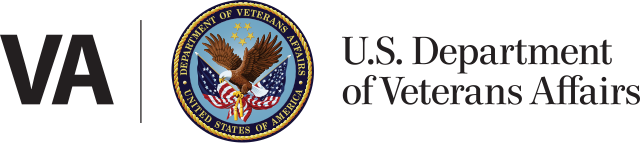 VA
DEPARTMENT OF VETERANS AFFAIRS
UNITED STATES OF AMERICA
U.S. Department
of Veterans Affairs